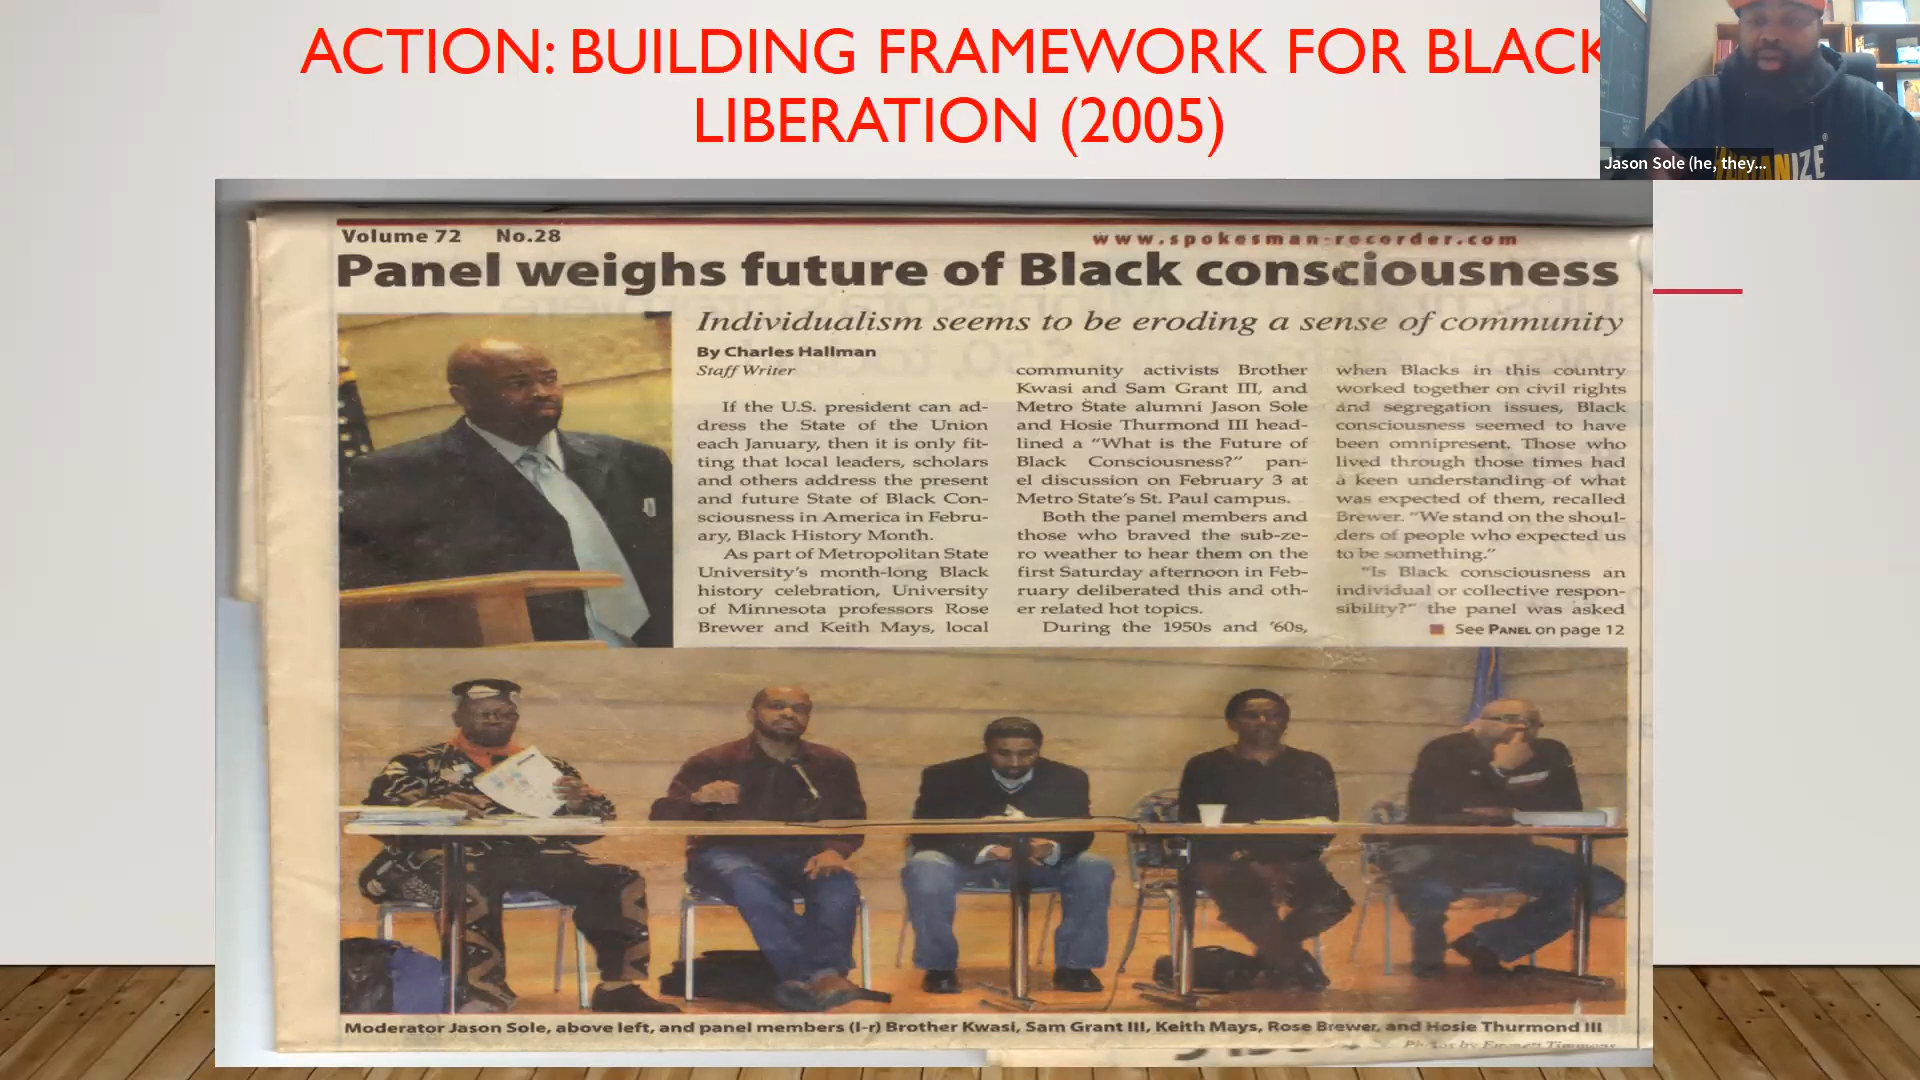 ACTION: BUILDING FRAMEWORK FOR BLACK
LIBERATION (2005)
Jason Sole (he, they...
Volume 72 No.28
www.spokesman-recorder.com
Panel weighs future of Black consciousness
Individualism seems to be eroding a sense of community
By Charles Hallman
Staff Writer
If the U.S. president can ad-
dress the State of the Union
each January, then it is only fit-
ting that local leaders, scholars
and others address the present
and future State of Black Con-
sciousness in America in Febru-
ary, Black History Month.
As part of Metropolitan State
University's month-long Black
history celebration, University
of Minnesota professors Rose
Brewer and Keith Mays, local
community activists Brother
Kwasi and Sam Grant III, and
Metro State alumni Jason Sole
and Hosie Thurmond III head-
lined a "What is the Future of
Black Consciousness?" pan-
el discussion on February 3 at
Metro State's St. Paul campus.
Both the panel members and
those who braved the sub-ze-
ro weather to hear them on the
first Saturday afternoon in Feb-
ruary deliberated this and oth-
er related hot topics.
During the 1950s and '60s,
when Blacks in this country
worked together on civil rights
and segregation issues, Black
consciousness seemed to have
been omnipresent. Those who
lived through those times had
a keen understanding of what
was expected of them, recalled
Brewer. "We stand on the shoul-
ders of people who expected us
to be something."
"Is Black consciousness an
individual or collective respon-
sibility?" the panel was asked
See PANEL on page 12
Moderator Jason Sole, above left, and panel members (l-r) Brother Kwasi, Sam Grant III, Keith Mays, Rose Brewer, and Hosie Thurmond III
Photos by Emmett Timmons